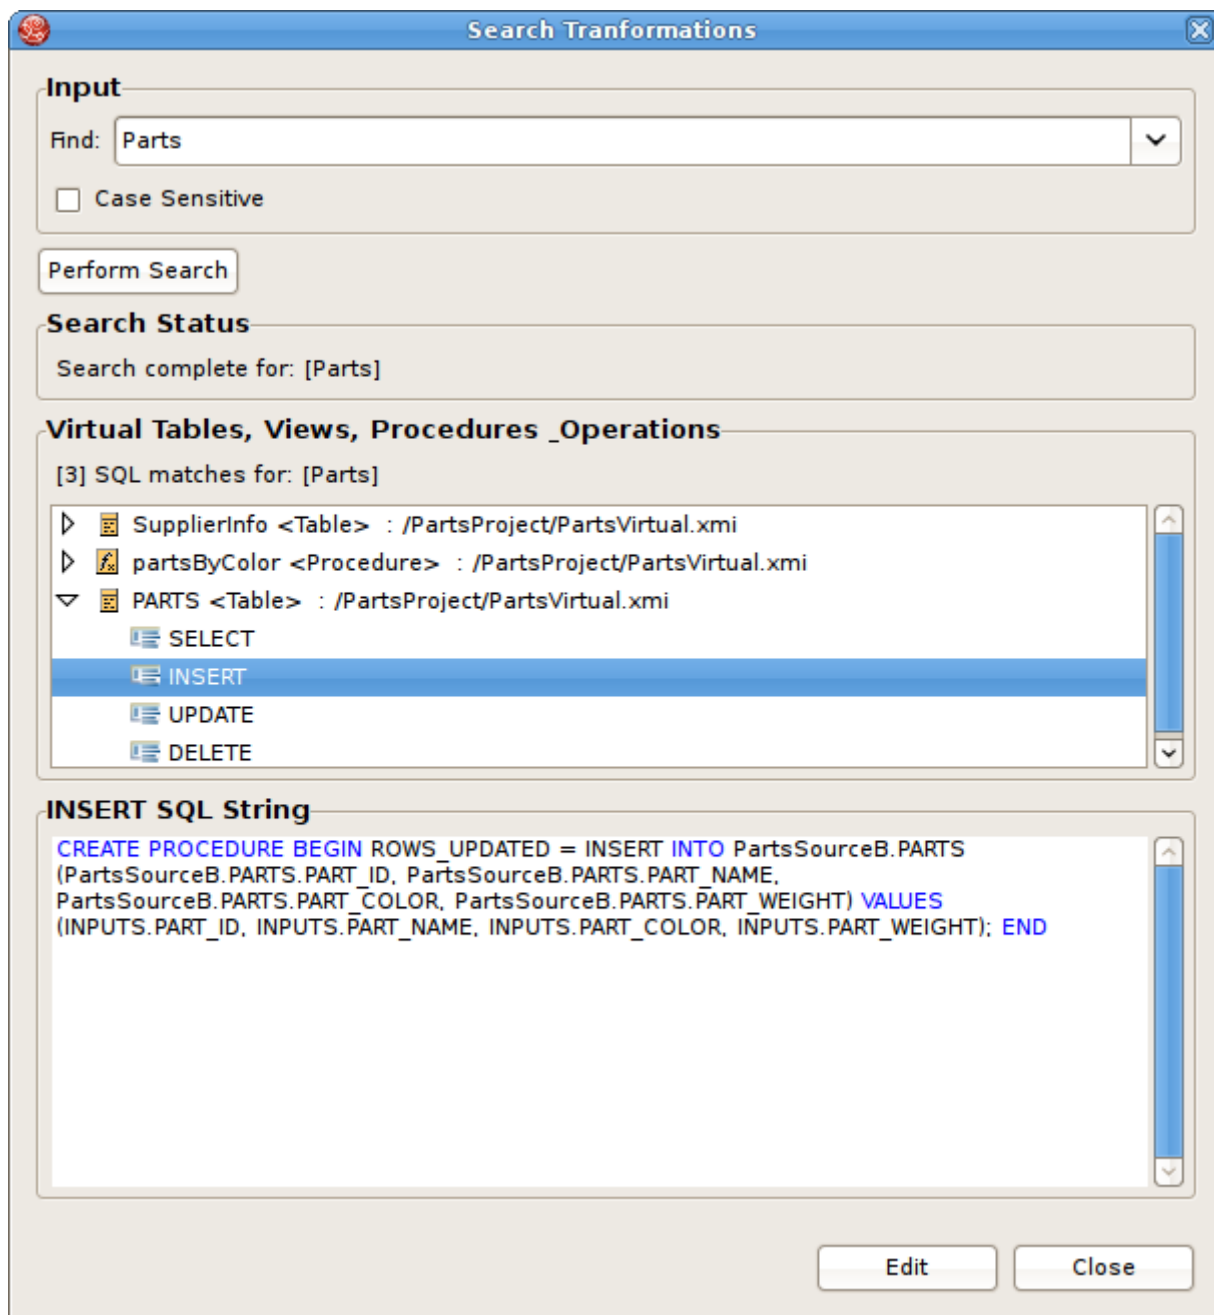 Search Tranformations
Input
Find: Parts
Case Sensitive
Perform Search
Search Status
Search complete for: [Parts]
Virtual Tables, Views, Procedures _Operations
[3] SQL matches for: [Parts]
SupplierInfo <Table>  : /PartsProject/PartsVirtual.xmi
partsByColor <Procedure>  : /PartsProject/PartsVirtual.xmi
PARTS <Table>  : /PartsProject/PartsVirtual.xmi
SELECT
INSERT
UPDATE
DELETE
INSERT SQL String
CREATE PROCEDURE BEGIN ROWS_UPDATED = INSERT INTO PartsSourceB.PARTS
(PartsSourceB.PARTS.PART_ID, PartsSourceB.PARTS.PART_NAME,
PartsSourceB.PARTS.PART_COLOR, PartsSourceB.PARTS.PART_WEIGHT) VALUES
(INPUTS.PART_ID, INPUTS.PART_NAME, INPUTS.PART_COLOR, INPUTS.PART_WEIGHT); END
Edit Close